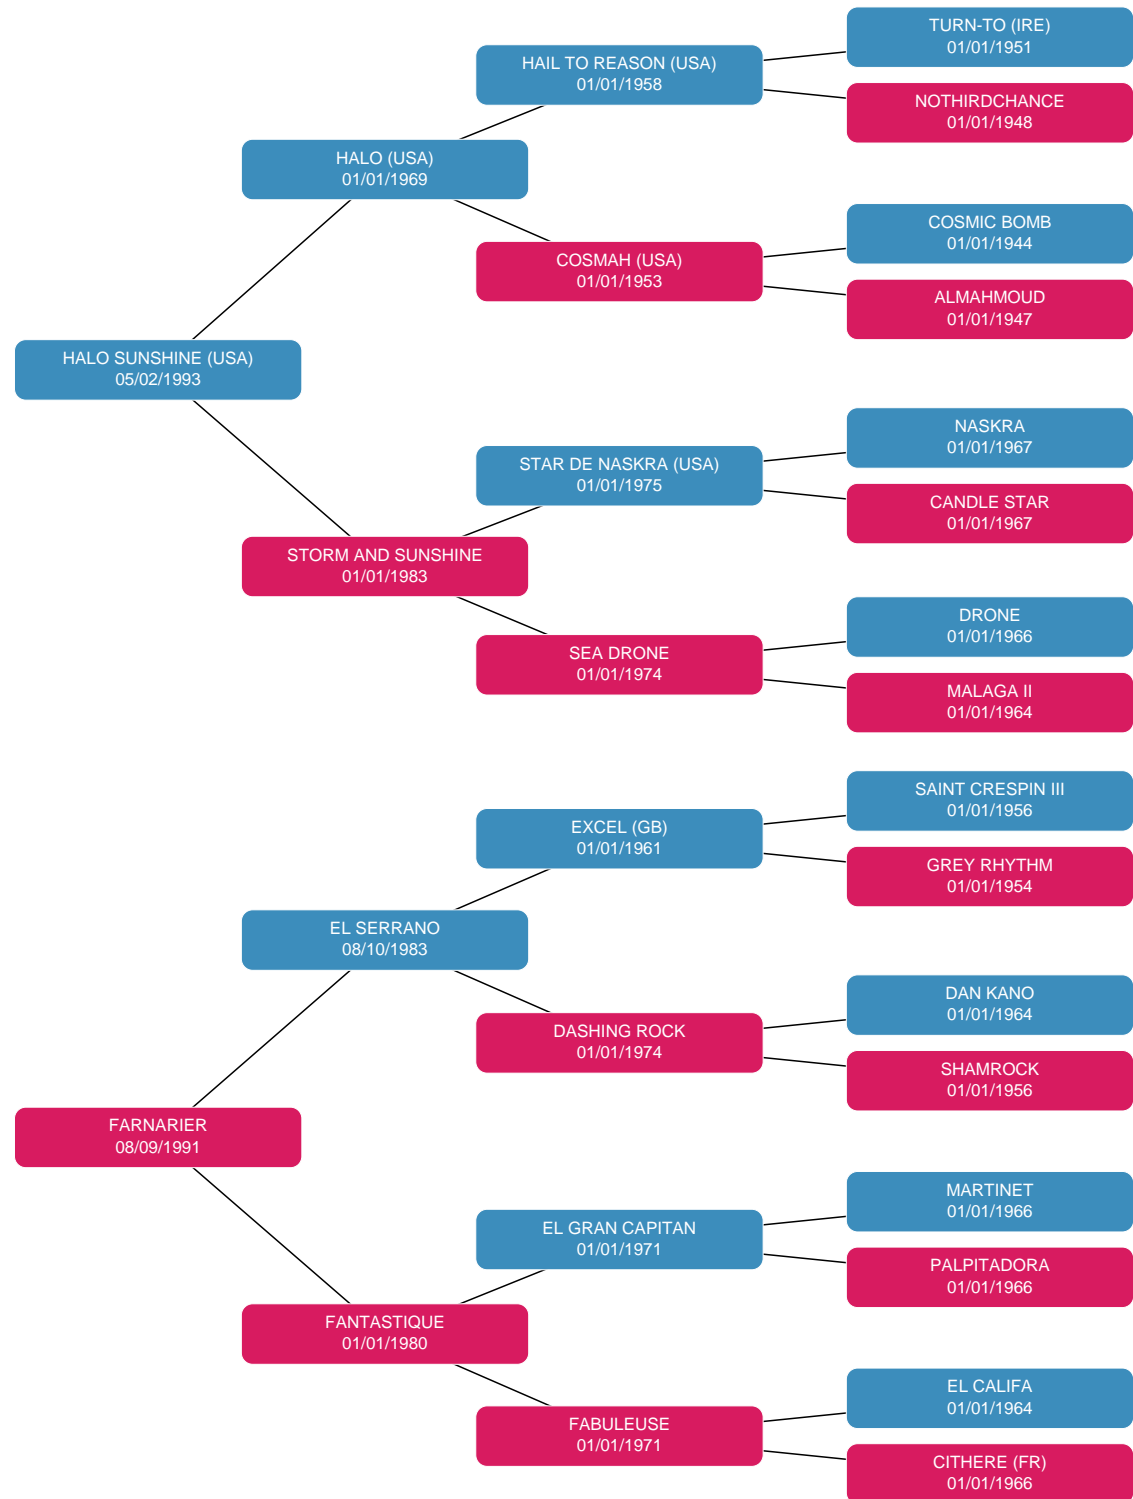 TURN-TO (IRE)
01/01/1951
HAIL TO REASON (USA)
01/01/1958
NOTHIRDCHANCE
01/01/1948
HALO (USA)
01/01/1969
COSMIC BOMB
01/01/1944
COSMAH (USA)
01/01/1953
ALMAHMOUD
01/01/1947
HALO SUNSHINE (USA)
05/02/1993
NASKRA
01/01/1967
STAR DE NASKRA (USA)
01/01/1975
CANDLE STAR
01/01/1967
STORM AND SUNSHINE
01/01/1983
DRONE
01/01/1966
SEA DRONE
01/01/1974
MALAGA II
01/01/1964
SAINT CRESPIN III
01/01/1956
EXCEL (GB)
01/01/1961
GREY RHYTHM
01/01/1954
EL SERRANO
08/10/1983
DAN KANO
01/01/1964
DASHING ROCK
01/01/1974
SHAMROCK
01/01/1956
FARNARIER
08/09/1991
MARTINET
01/01/1966
EL GRAN CAPITAN
01/01/1971
PALPITADORA
01/01/1966
FANTASTIQUE
01/01/1980
EL CALIFA
01/01/1964
FABULEUSE
01/01/1971
CITHERE (FR)
01/01/1966